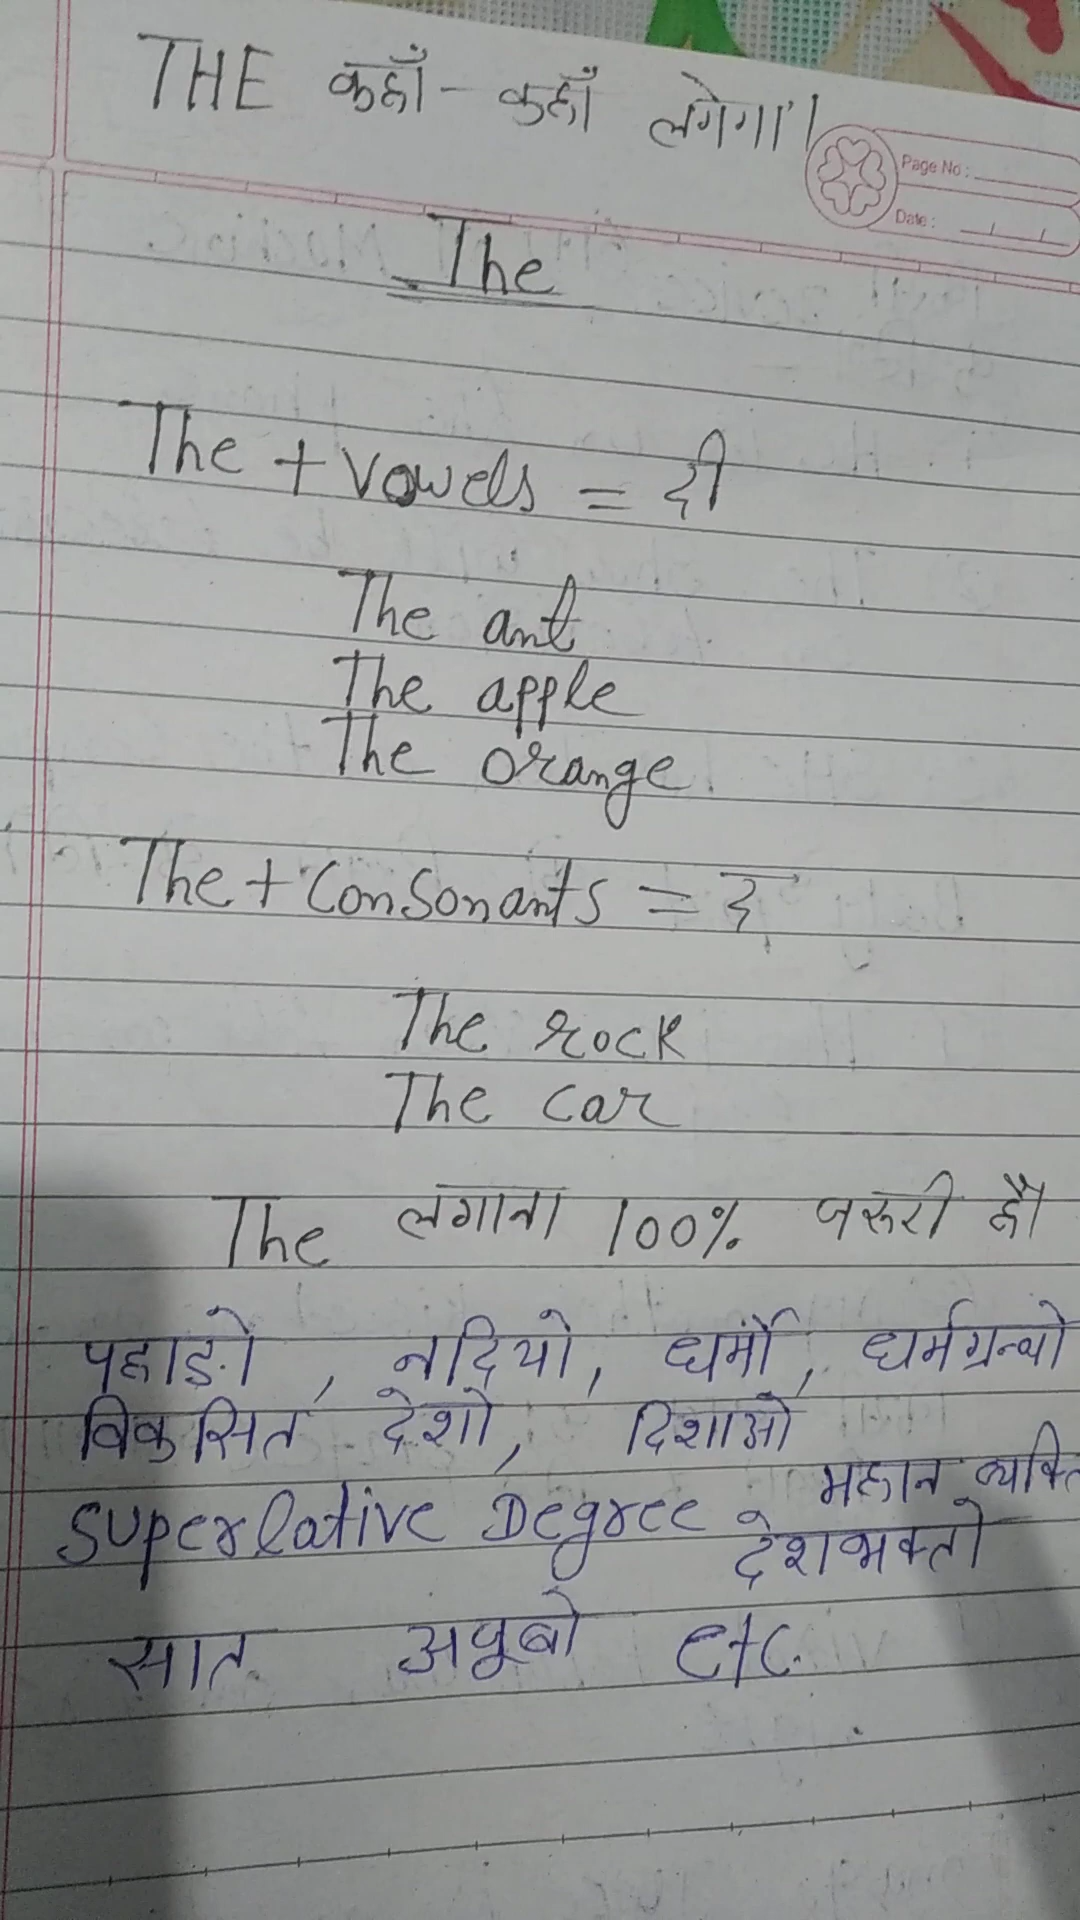 THE कहाँ - कहाँ लगेगा।
Page No:
Date:
The
The + Vowels = दी
The ant
The apple
The orange
The + Consonants = द
The rock
The car
The लगाना 100% जरुरी है
पहाड़ो, नदियो, धर्मों, धर्मग्रन्थो
विकसित देशो, दिशाओ
Superlative Degree महान व्यक्ति
देशभक्तो
सात अपूबो etc.